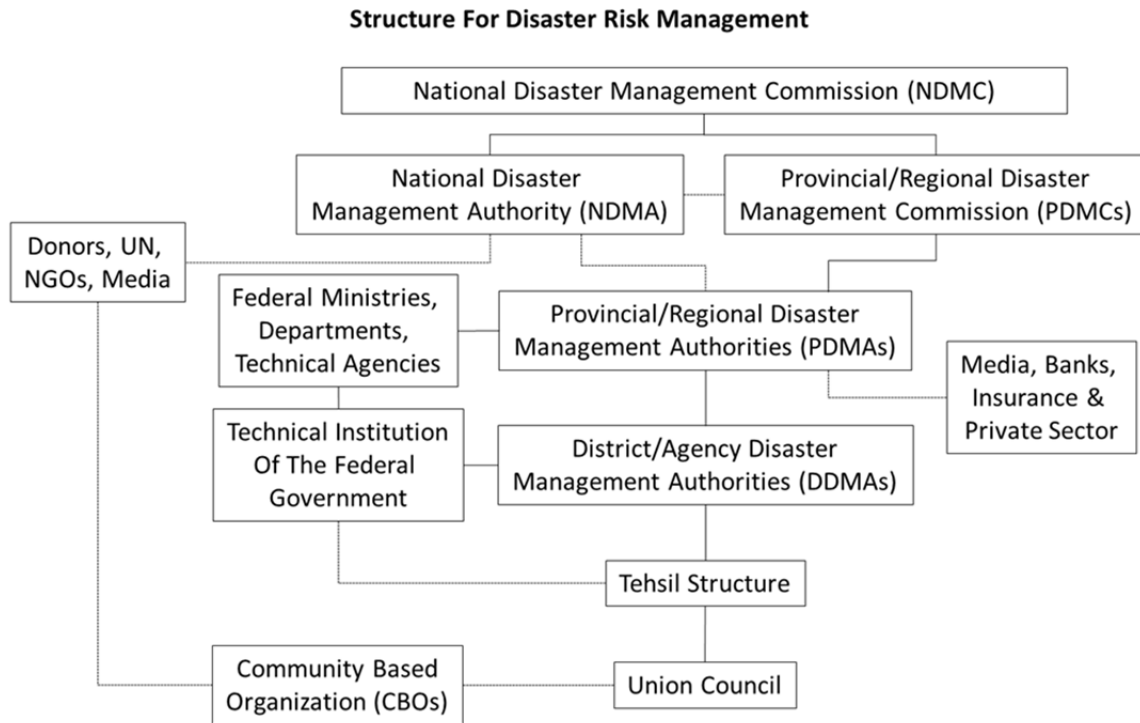 Structure For Disaster Risk Management
National Disaster Management Commission (NDMC)
National Disaster
Management Authority (NDMA)
Provincial/Regional Disaster
Management Commission (PDMCs)
Donors, UN,
NGOs, Media
Federal Ministries,
Departments,
Technical Agencies
Provincial/Regional Disaster
Management Authorities (PDMAs)
Media, Banks,
Insurance &
Private Sector
Technical Institution
Of The Federal
Government
District/Agency Disaster
Management Authorities (DDMAs)
Tehsil Structure
Community Based
Organization (CBOs)
Union Council